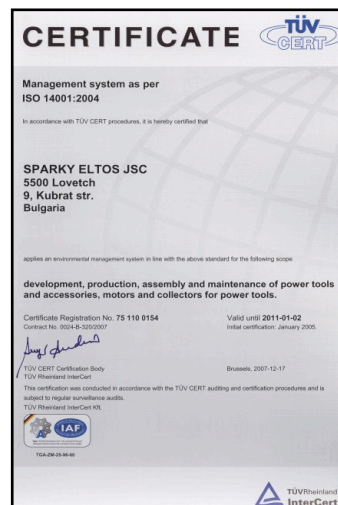 CERTIFICATE
TÜV
CERT
Management system as per
ISO 14001:2004
In accordance with TÜV CERT procedures, it is hereby certified that
SPARKY ELTOS JSC
5500 Lovetch
9, Kubrat str.
Bulgaria
applies an environmental management system in line with the above standard for the following scope
development, production, assembly and maintenance of power tools
and accessories, motors and collectors for power tools.
Certificate Registration No. 75 110 0154
Valid until 2011-01-02
Contract No. 0024-B-320/2007
Initial certification: January 2005.
TÜV CERT Certification Body
Brussels, 2007-12-17
TÜV Rheinland InterCert
This certification was conducted in accordance with the TÜV CERT auditing and certification procedures and is
subject to regular surveillance audits.
TÜV Rheinland InterCert Kft.
IAF
TGA-ZM-25-96-60
TÜVRheinland
InterCert